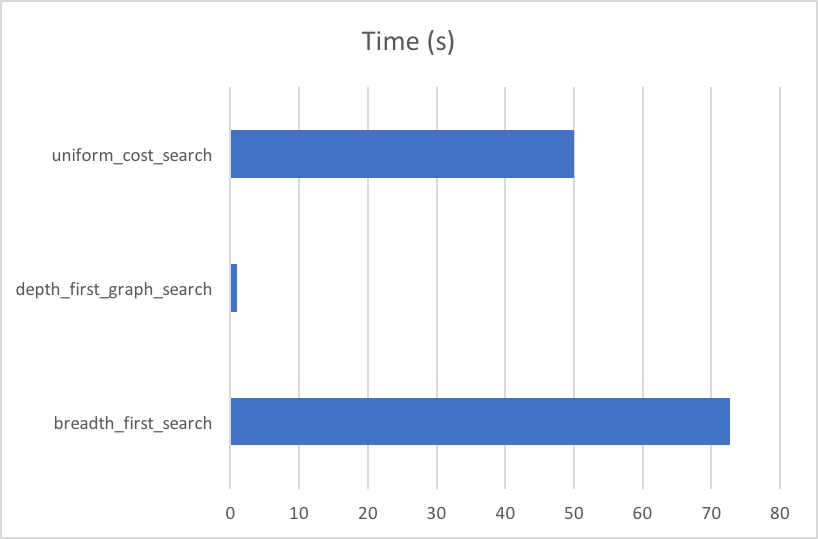 Time (s)
uniform_cost_search
depth_first_graph_search
breadth_first_search
0 10 20 30 40 50 60 70 80